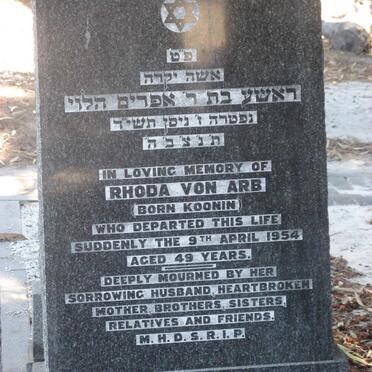 פ"ט
אשה יקרה
ראשע בת ר' אפרים הלוי
נפטרה ו' ניסן תשי"ד
ת נ צ ב ה
IN LOVING MEMORY OF
RHODA VON ARB
(BORN KOONIN)
WHO DEPARTED THIS LIFE
SUDDENLY THE 9TH APRIL 1954
AGED 49 YEARS.
DEEPLY MOURNED BY HER
SORROWING HUSBAND, HEARTBROKEN
MOTHER, BROTHERS, SISTERS,
RELATIVES AND FRIENDS.
M.H.D.S.R.I.P.